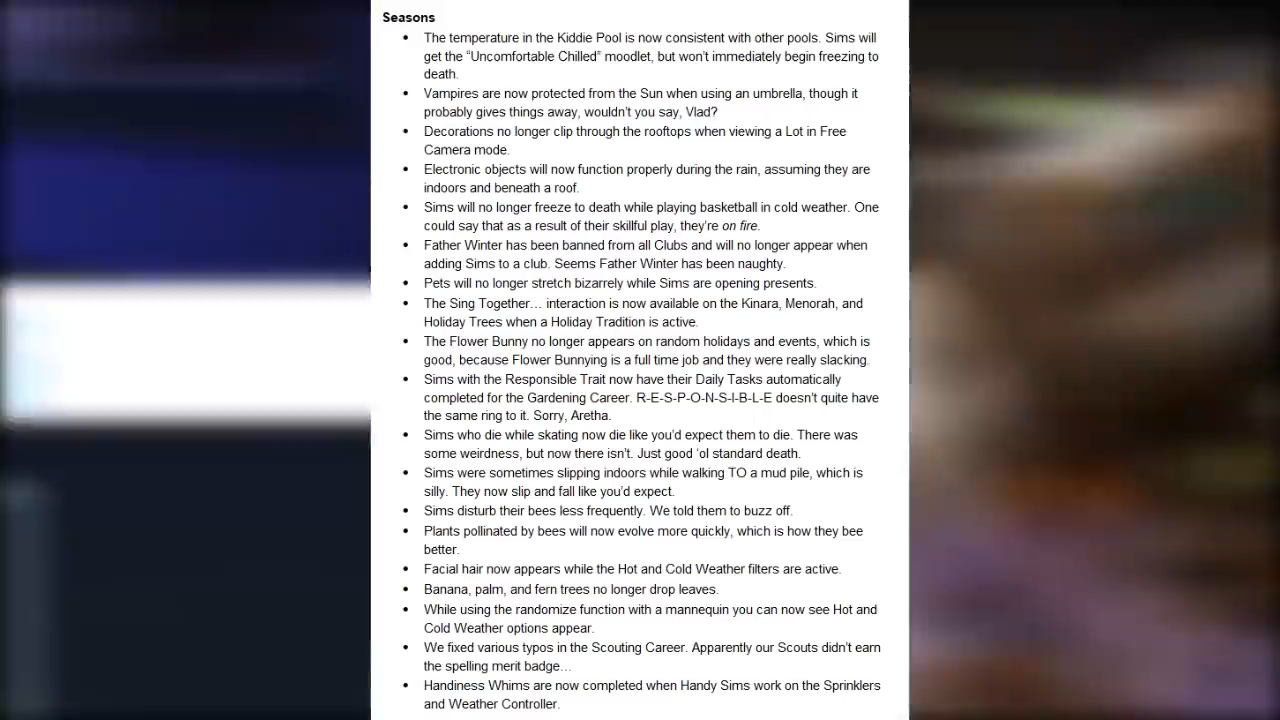 Seasons
• The temperature in the Kiddie Pool is now consistent with other pools. Sims will
get the “Uncomfortable Chilled” moodlet, but won’t immediately begin freezing to
death.
• Vampires are now protected from the Sun when using an umbrella, though it
probably gives things away, wouldn’t you say, Vlad?
• Decorations no longer clip through the rooftops when viewing a Lot in Free
Camera mode.
• Electronic objects will now function properly during the rain, assuming they are
indoors and beneath a roof.
• Sims will no longer freeze to death while playing basketball in cold weather. One
could say that as a result of their skillful play, they’re on fire.
• Father Winter has been banned from all Clubs and will no longer appear when
adding Sims to a club. Seems Father Winter has been naughty.
• Pets will no longer stretch bizarrely while Sims are opening presents.
• The Sing Together… interaction is now available on the Kinara, Menorah, and
Holiday Trees when a Holiday Tradition is active.
• The Flower Bunny no longer appears on random holidays and events, which is
good, because Flower Bunnying is a full time job and they were really slacking.
• Sims with the Responsible Trait now have their Daily Tasks automatically
completed for the Gardening Career. R-E-S-P-O-N-S-I-B-L-E doesn’t quite have
the same ring to it. Sorry, Aretha.
• Sims who die while skating now die like you’d expect them to die. There was
some weirdness, but now there isn’t. Just good ‘ol standard death.
• Sims were sometimes slipping indoors while walking TO a mud pile, which is
silly. They now slip and fall like you’d expect.
• Sims disturb their bees less frequently. We told them to buzz off.
• Plants pollinated by bees will now evolve more quickly, which is how they bee
better.
• Facial hair now appears while the Hot and Cold Weather filters are active.
• Banana, palm, and fern trees no longer drop leaves.
• While using the randomize function with a mannequin you can now see Hot and
Cold Weather options appear.
• We fixed various typos in the Scouting Career. Apparently our Scouts didn’t earn
the spelling merit badge…
• Handiness Whims are now completed when Handy Sims work on the Sprinklers
and Weather Controller.